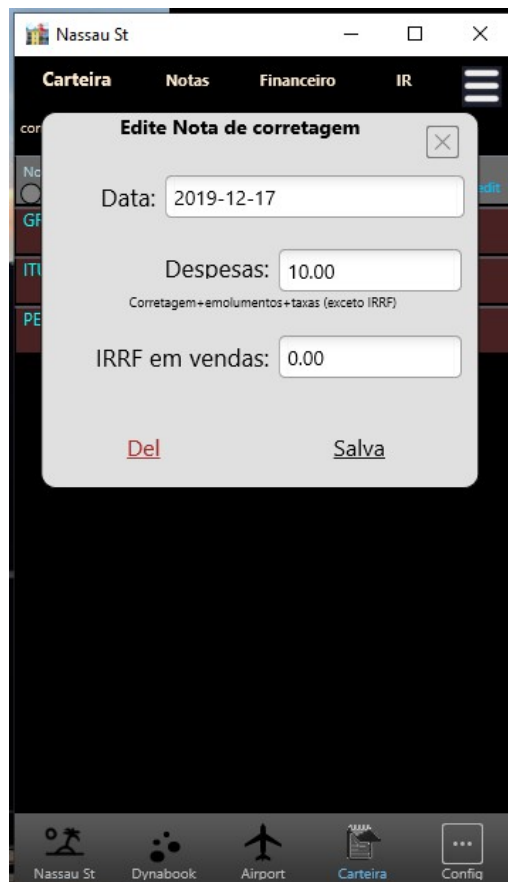 Nassau St
Carteira Notas Financeiro IR
Edite Nota de corretagem
edit
Data: 2019-12-17
Despesas: 10.00
Corretagem+emolumentos+taxas (exceto IRRF)
IRRF em vendas: 0.00
Del Salva
Nassau St Dynabook Airport Carteira Config